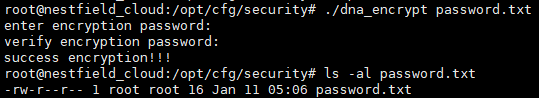 root@nestfield_cloud:/opt/cfg/security# ./dna_encrypt password.txt
enter encryption password:
verify encryption password:
success encryption!!!
root@nestfield_cloud:/opt/cfg/security# ls -al password.txt
-rw-r--r-- 1 root root 16 Jan 11 05:06 password.txt